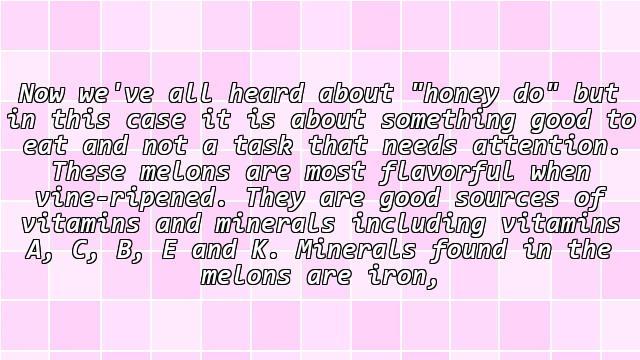 Now we've all heard about "honey do" but
in this case it is about something good to
eat and not a task that needs attention.
These melons are most flavorful when
vine-ripened. They are good sources of
vitamins and minerals including vitamins
A, C, B, E and K. Minerals found in the
melons are iron,